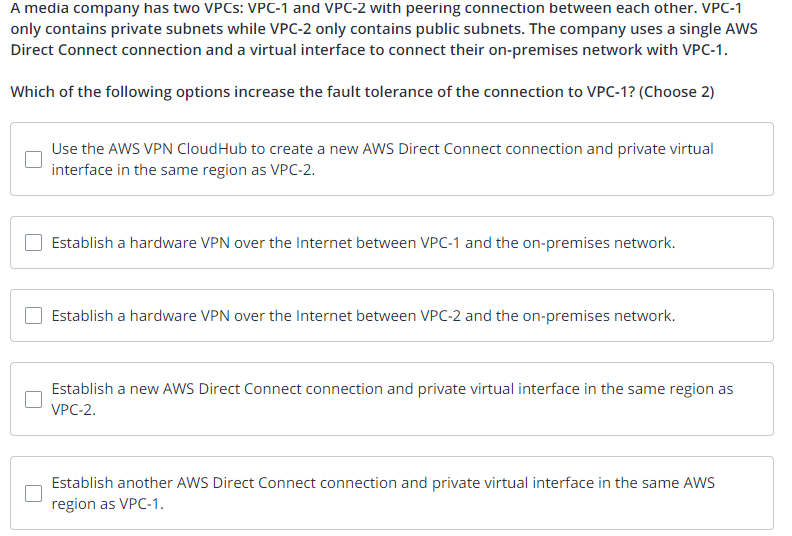 A media company has two VPCs: VPC-1 and VPC-2 with peering connection between each other. VPC-1
only contains private subnets while VPC-2 only contains public subnets. The company uses a single AWS
Direct Connect connection and a virtual interface to connect their on-premises network with VPC-1.
Which of the following options increase the fault tolerance of the connection to VPC-1? (Choose 2)
Use the AWS VPN CloudHub to create a new AWS Direct Connect connection and private virtual
interface in the same region as VPC-2.
Establish a hardware VPN over the Internet between VPC-1 and the on-premises network.
Establish a hardware VPN over the Internet between VPC-2 and the on-premises network.
Establish a new AWS Direct Connect connection and private virtual interface in the same region as
VPC-2.
Establish another AWS Direct Connect connection and private virtual interface in the same AWS
region as VPC-1.